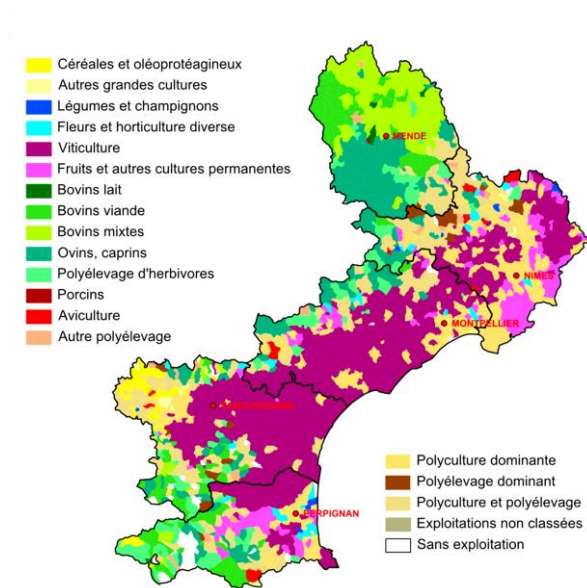 Céréales et oléoprotéagineux
Autres grandes cultures
Légumes et champignons
Fleurs et horticulture diverse
Viticulture
Fruits et autres cultures permanentes
Bovins lait
Bovins viande
Bovins mixtes
Ovins, caprins
Polyélevage d'herbivores
Porcins
Aviculture
Autre polyélevage
MENDE
NIMES
MONTPELLIER
PERPIGNAN
Polyculture dominante
Polyélevage dominant
Polyculture et polyélevage
Exploitations non classées
Sans exploitation